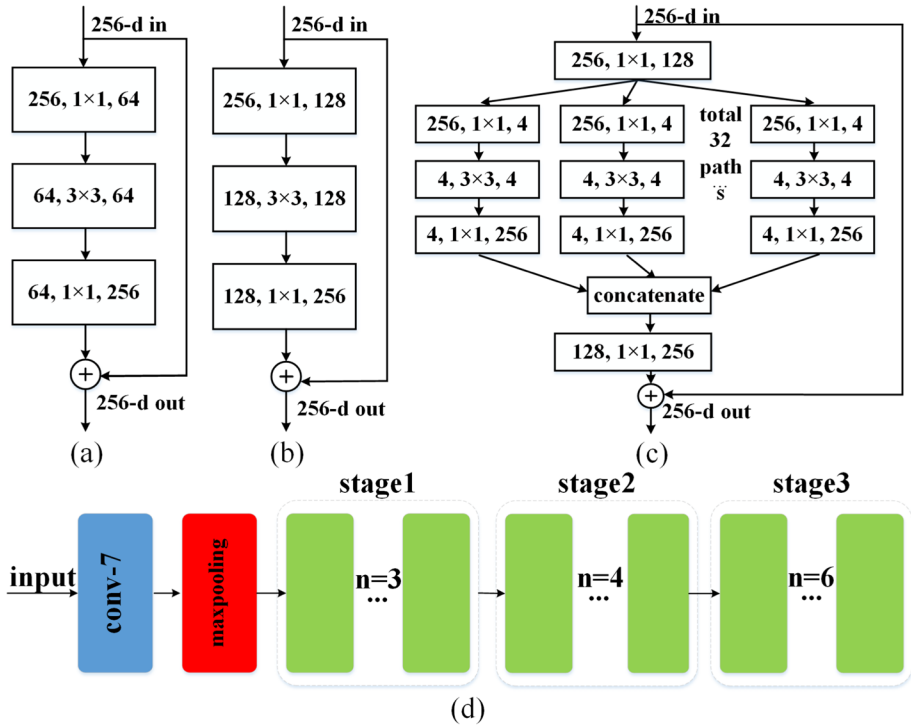 256-d in
256, 1×1, 64
64, 3×3, 64
64, 1×1, 256
+
256-d out
(a)
256-d in
256, 1×1, 128
128, 3×3, 128
128, 1×1, 256
+
256-d out
(b)
256-d in
256, 1×1, 128
256, 1×1, 4
4, 3×3, 4
4, 1×1, 256
256, 1×1, 4
4, 3×3, 4
4, 1×1, 256
total
32
path
...
s
256, 1×1, 4
4, 3×3, 4
4, 1×1, 256
concatenate
128, 1×1, 256
+
256-d out
(c)
input
conv-7
maxpooling
stage1
n=3
...
stage2
n=4
...
stage3
n=6
...
(d)